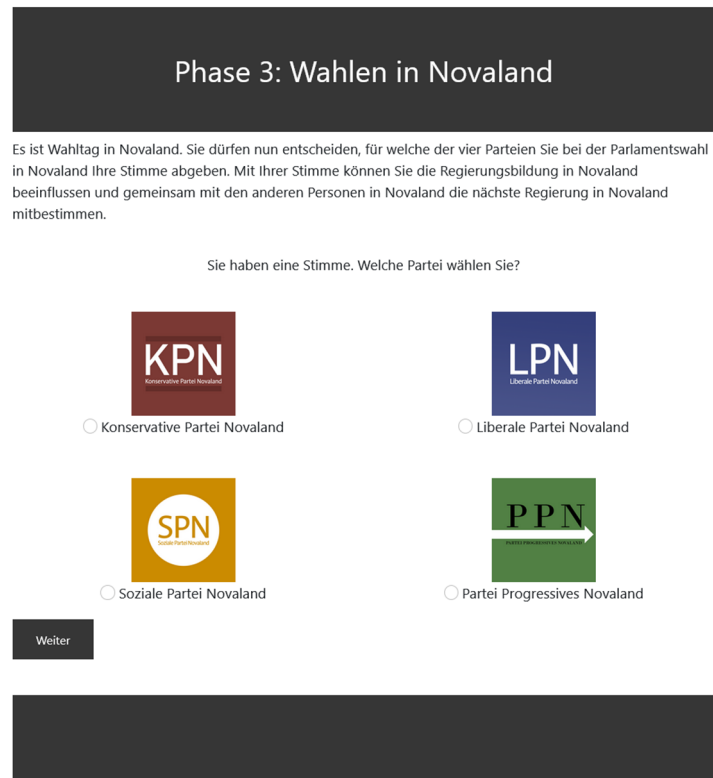 Phase 3: Wahlen in Novaland
Es ist Wahltag in Novaland. Sie dürfen nun entscheiden, für welche der vier Parteien Sie bei der Parlamentswahl
in Novaland Ihre Stimme abgeben. Mit Ihrer Stimme können Sie die Regierungsbildung in Novaland
beeinflussen und gemeinsam mit den anderen Personen in Novaland die nächste Regierung in Novaland
mitbestimmen.
Sie haben eine Stimme. Welche Partei wählen Sie?
KPN
Konservative Partei Novaland
Konservative Partei Novaland
LPN
Liberale Partei Novaland
Liberale Partei Novaland
SPN
Soziale Partei Novaland
Soziale Partei Novaland
PPN
PARTEI PROGRESSIVES NOVALAND
Partei Progressives Novaland
Weiter